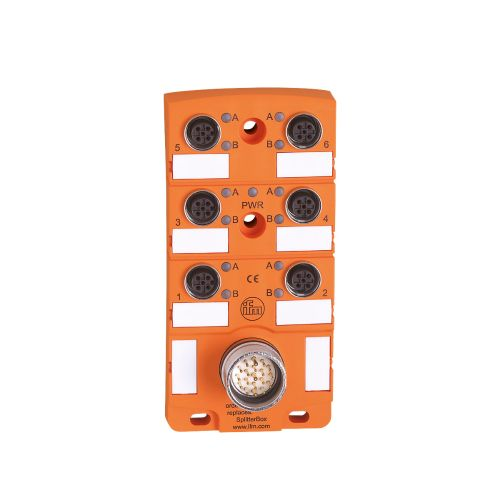 A A
5 B B 6
A A
PWR
3 B B 4
A A
CE
1 B B 2
ifm
replaces
SplitterBox
www.ifm.com